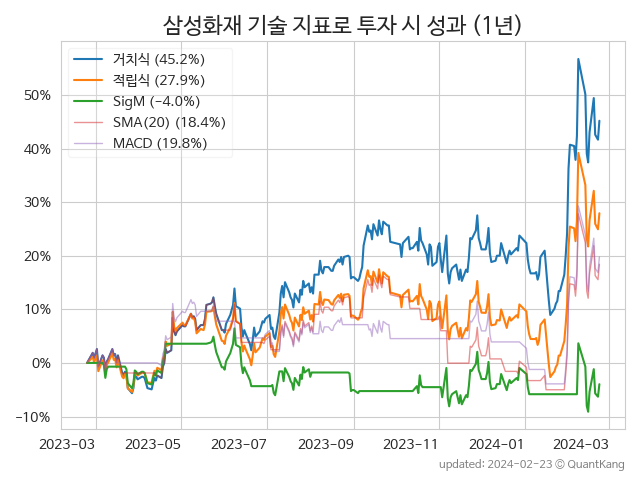 삼성화재 기술 지표로 투자 시 성과 (1년)
거치식 (45.2%)
적립식 (27.9%)
SigM (−4.0%)
SMA(20) (18.4%)
MACD (19.8%)
50%
40%
30%
20%
10%
0%
−10%
2023-03 2023-05 2023-07 2023-09 2023-11 2024-01 2024-03
updated: 2024-02-23 ⓒ QuantKang